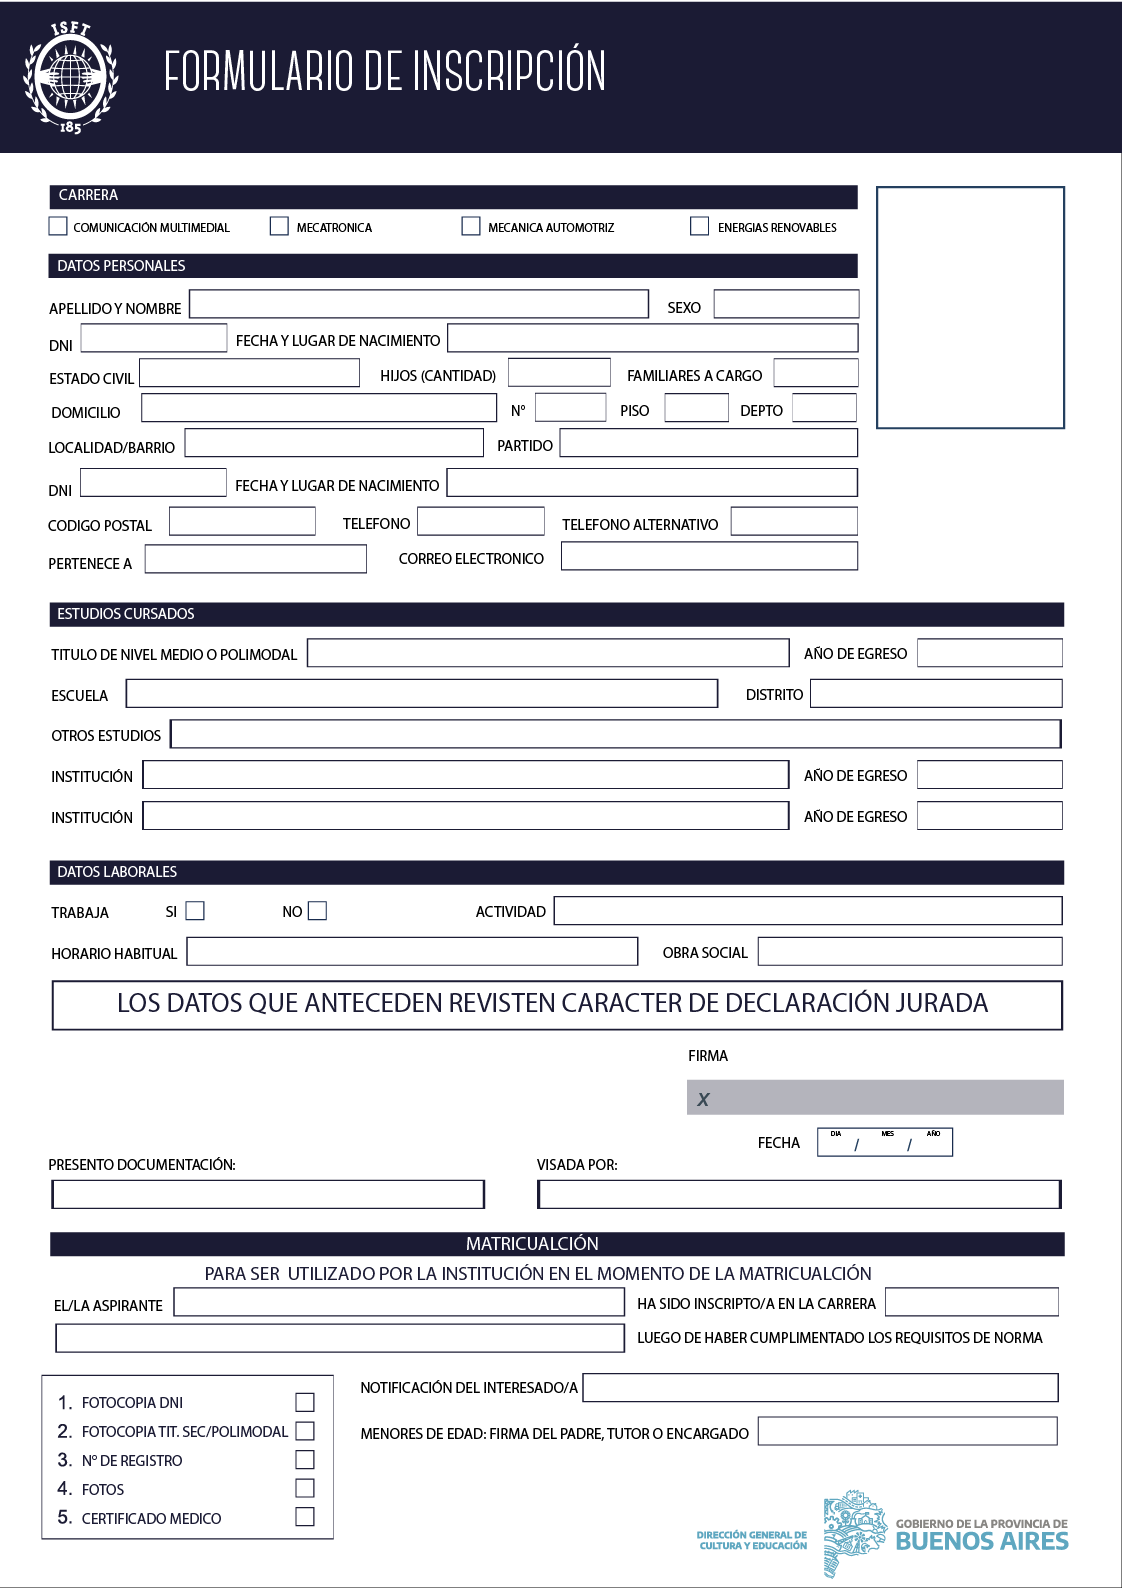 ISFT
185
FORMULARIO DE INSCRIPCIÓN
CARRERA
COMUNICACIÓN MULTIMEDIAL MECATRONICA MECANICA AUTOMOTRIZ ENERGIAS RENOVABLES
DATOS PERSONALES
APELLIDO Y NOMBRE SEXO
DNI FECHA Y LUGAR DE NACIMIENTO
ESTADO CIVIL HIJOS (CANTIDAD) FAMILIARES A CARGO
DOMICILIO N° PISO DEPTO
LOCALIDAD/BARRIO PARTIDO
DNI FECHA Y LUGAR DE NACIMIENTO
CODIGO POSTAL TELEFONO TELEFONO ALTERNATIVO
PERTENECE A CORREO ELECTRONICO
ESTUDIOS CURSADOS
TITULO DE NIVEL MEDIO O POLIMODAL AÑO DE EGRESO
ESCUELA DISTRITO
OTROS ESTUDIOS
INSTITUCIÓN AÑO DE EGRESO
INSTITUCIÓN AÑO DE EGRESO
DATOS LABORALES
TRABAJA SI NO ACTIVIDAD
HORARIO HABITUAL OBRA SOCIAL
LOS DATOS QUE ANTECEDEN REVISTEN CARACTER DE DECLARACIÓN JURADA
FIRMA
X
FECHA DIA / MES / AÑO
PRESENTO DOCUMENTACIÓN: VISADA POR:
MATRICUALCIÓN
PARA SER UTILIZADO POR LA INSTITUCIÓN EN EL MOMENTO DE LA MATRICUALCIÓN
EL/LA ASPIRANTE HA SIDO INSCRIPTO/A EN LA CARRERA
LUEGO DE HABER CUMPLIMENTADO LOS REQUISITOS DE NORMA
NOTIFICACIÓN DEL INTERESADO/A
MENORES DE EDAD: FIRMA DEL PADRE, TUTOR O ENCARGADO
1. FOTOCOPIA DNI
2. FOTOCOPIA TIT. SEC/POLIMODAL
3. N° DE REGISTRO
4. FOTOS
5. CERTIFICADO MEDICO
DIRECCIÓN GENERAL DE
CULTURA Y EDUCACIÓN
GOBIERNO DE LA PROVINCIA DE
BUENOS AIRES